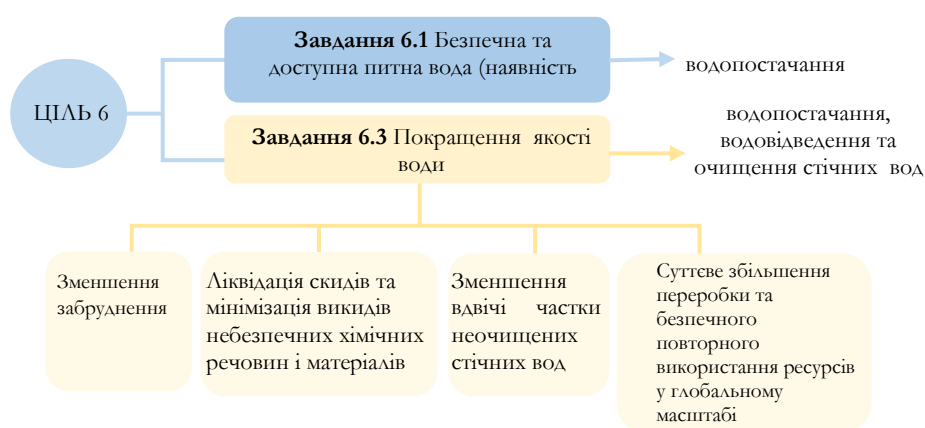 ЦІЛЬ 6
Завдання 6.1 Безпечна та
доступна питна вода (наявність
водопостачання
Завдання 6.3 Покращення якості
води
водопостачання,
водовідведення та
очищення стічних вод
Зменшення
забруднення
Ліквідація скидів та
мінімізація викидів
небезпечних хімічних
речовин і матеріалів
Зменшення
вдвічі частки
неочищених
стічних вод
Суттєве збільшення
переробки та
безпечного
повторного
використання ресурсів
у глобальному
масштабі